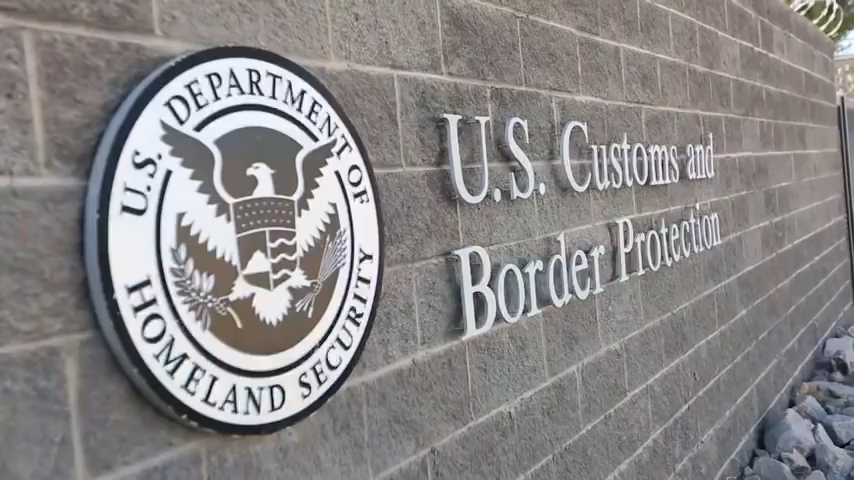 U.S. DEPARTMENT OF
HOMELAND SECURITY
U.S. Customs and
Border Protection